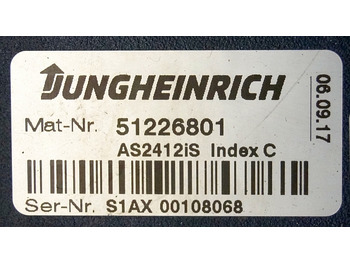 JUNGHEINRICH
Mat-Nr. 51226801
AS2412iS Index C
Ser-Nr. S1AX 00108068
06.09.17